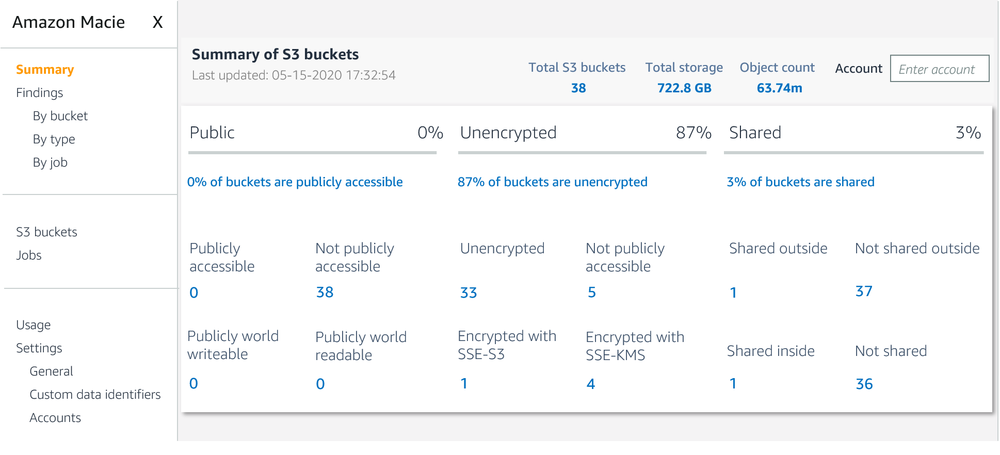 Amazon Macie X
Summary
Findings
By bucket
By type
By job
S3 buckets
Jobs
Usage
Settings
General
Custom data identifiers
Accounts
Summary of S3 buckets
Last updated: 05-15-2020 17:32:54
Total S3 buckets
38
Total storage
722.8 GB
Object count
63.74m
Account
Enter account
Public 0%
0% of buckets are publicly accessible
Publicly
accessible
0
Not publicly
accessible
38
Publicly world
writeable
0
Publicly world
readable
0
Unencrypted 87%
87% of buckets are unencrypted
Unencrypted
33
Not publicly
accessible
5
Encrypted with
SSE-S3
1
Encrypted with
SSE-KMS
4
Shared 3%
3% of buckets are shared
Shared outside
1
Not shared outside
37
Shared inside
1
Not shared
36